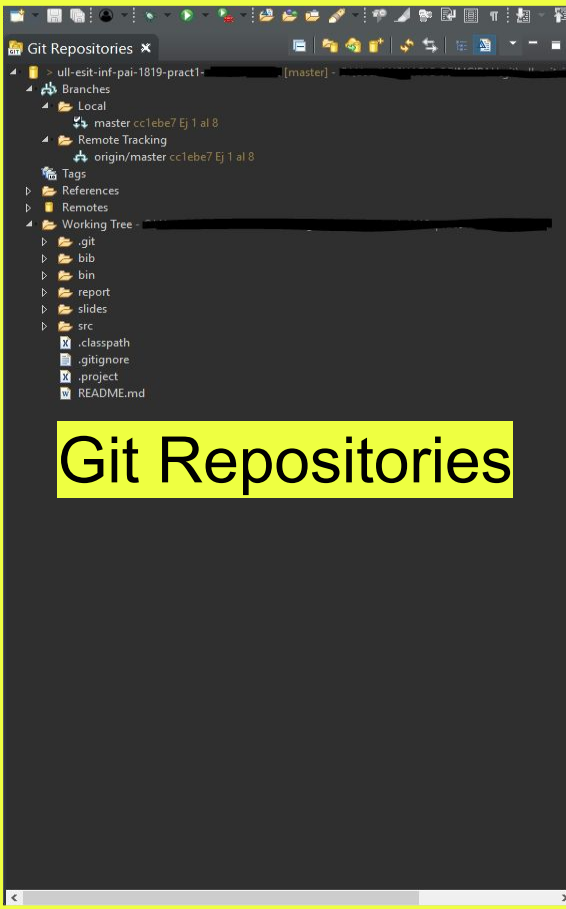 GIT Git Repositories
> ull-esit-inf-pai-1819-pract1- [master] -
Branches
Local
master cc1ebe7 Ej 1 al 8
Remote Tracking
origin/master cc1ebe7 Ej 1 al 8
Tags
References
Remotes
Working Tree -
.git
bib
bin
report
slides
src
.classpath
.gitignore
.project
README.md
Git Repositories